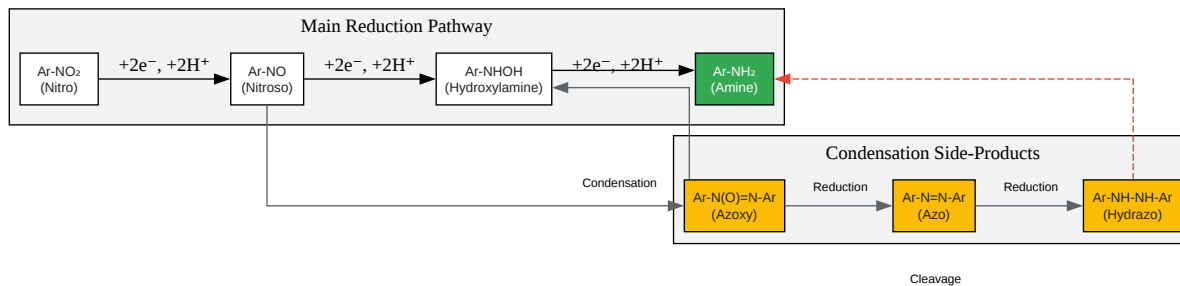 Main Reduction Pathway
Ar-NO₂
(Nitro)
+2e⁻, +2H⁺
Ar-NO
(Nitroso)
+2e⁻, +2H⁺
Ar-NHOH
(Hydroxylamine)
+2e⁻, +2H⁺
Ar-NH₂
(Amine)
Condensation Side-Products
Condensation
Ar-N(O)=N-Ar
(Azoxy)
Reduction
Ar-N=N-Ar
(Azo)
Reduction
Ar-NH-NH-Ar
(Hydrazo)
Cleavage